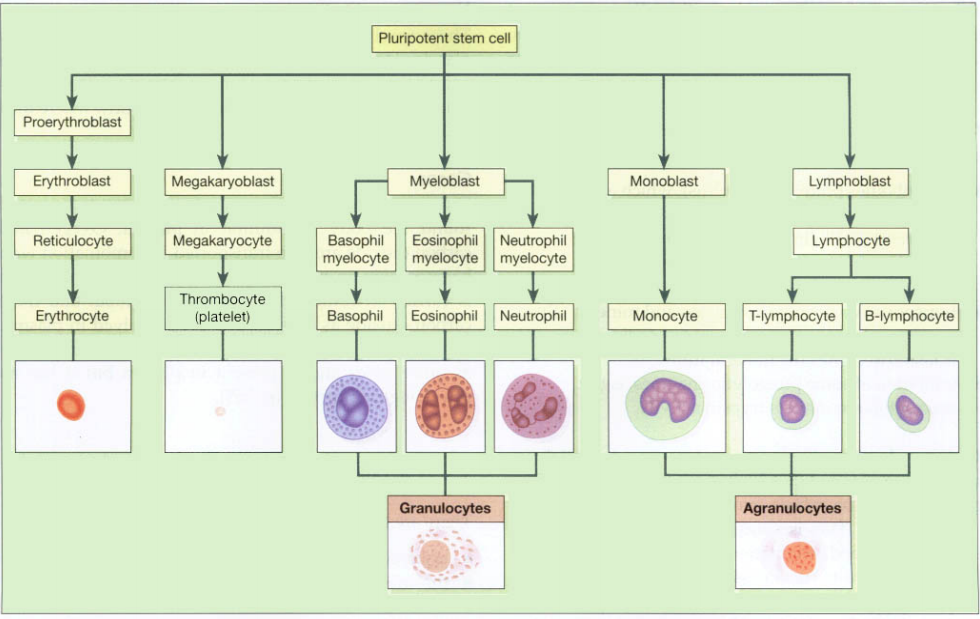 Pluripotent stem cell
Proerythroblast
Erythroblast
Megakaryoblast
Myeloblast
Monoblast
Lymphoblast
Reticulocyte
Megakaryocyte
Basophil
myelocyte
Eosinophil
myelocyte
Neutrophil
myelocyte
Lymphocyte
Erythrocyte
Thrombocyte
(platelet)
Basophil
Eosinophil
Neutrophil
Monocyte
T-lymphocyte
B-lymphocyte
Granulocytes
Agranulocytes